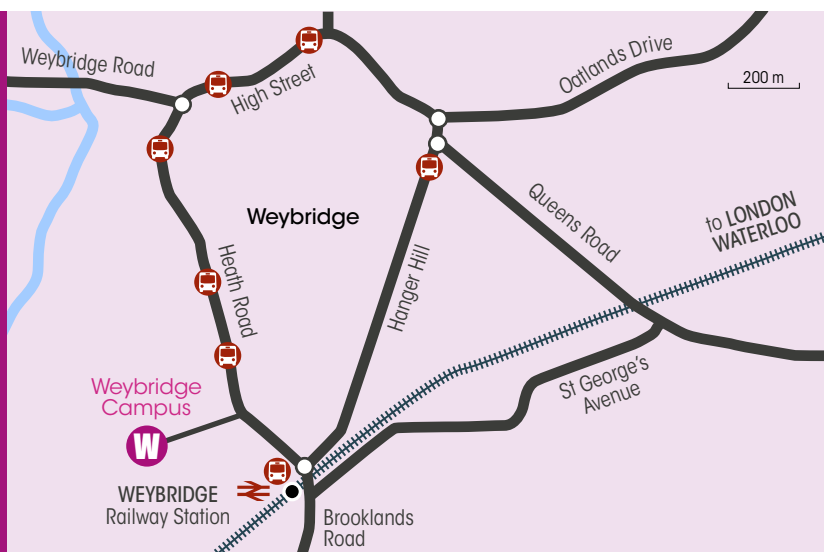 Weybridge Road
High Street
Oatlands Drive
200 m
Weybridge
Queens Road
to LONDON
WATERLOO
Heath Road
Hanger Hill
Weybridge
Campus
W
St George's
Avenue
WEYBRIDGE
Railway Station
Brooklands
Road